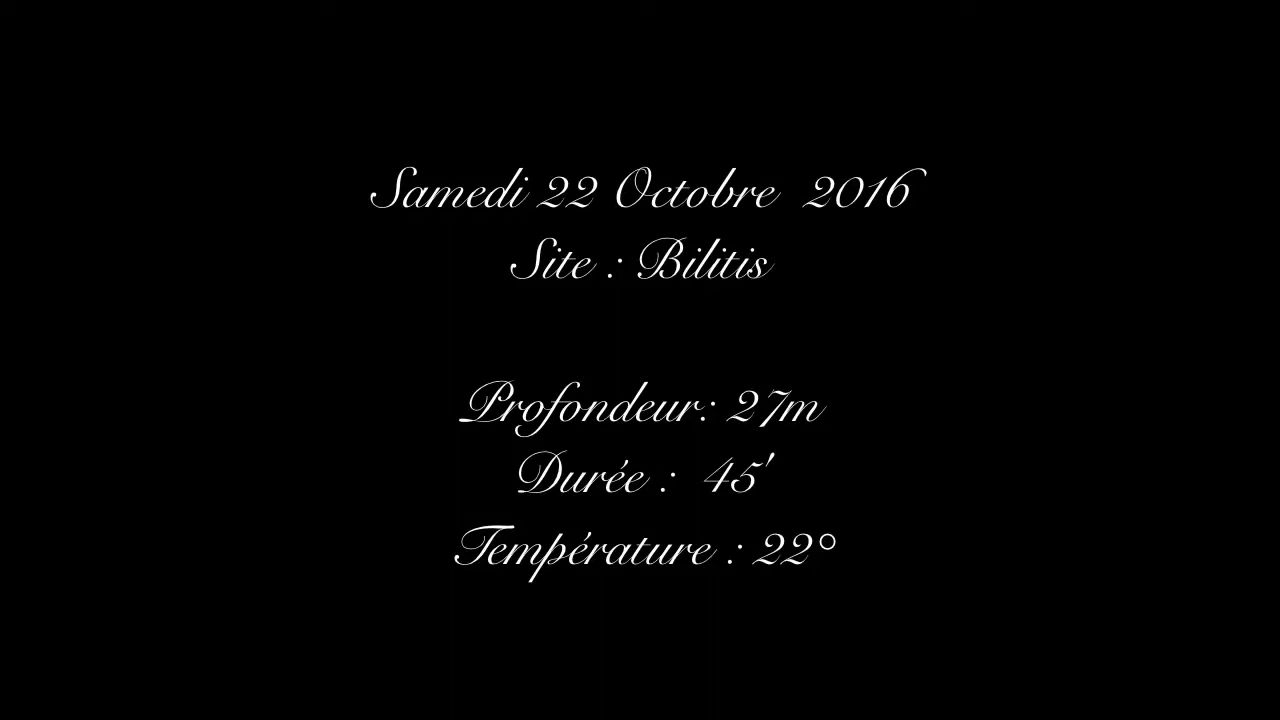 Samedi 22 Octobre 2016
Site : Bilitis
Profondeur: 27m
Durée : 45'
Température : 22°